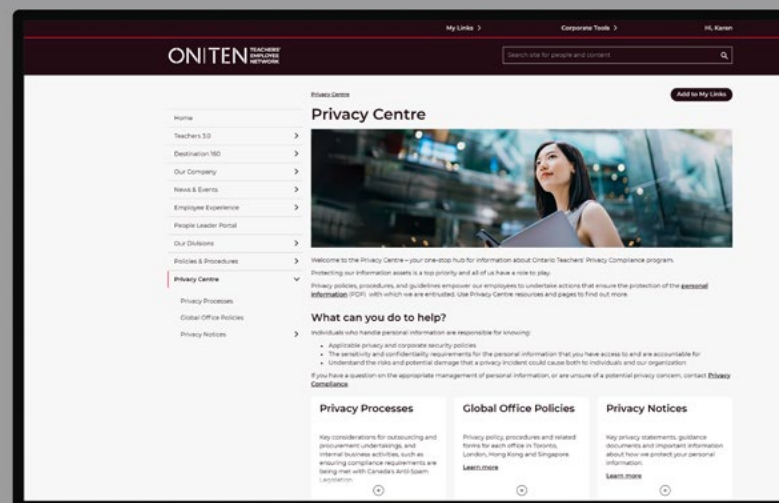 My Links >
Corporate Tools >
Hi, Karen
ON|TEN TEACHERS'
EMPLOYEE
NETWORK
Search site for people and content
Privacy Centre
Add to My Links
Privacy Centre
Home
Teachers 3.0
Destination 160
Our Company
News & Events
Employee Experience
People Leader Portal
Our Divisions
Policies & Procedures
Privacy Centre
Privacy Processes
Global Office Policies
Privacy Notices
Welcome to the Privacy Centre – your one-stop hub for information about Ontario Teachers' Privacy Compliance program.
Protecting our information assets is a top priority and all of us have a role to play.
Privacy policies, procedures, and guidelines empower our employees to undertake actions that ensure the protection of the personal
information (PDF) with which we are entrusted. Use Privacy Centre resources and pages to find out more.
What can you do to help?
Individuals who handle personal information are responsible for knowing:
• Applicable privacy and corporate security policies
• The sensitivity and confidentiality requirements for the personal information that you have access to and are accountable for
• Understand the risks and potential damage that a privacy incident could cause both to individuals and our organization
If you have a question on the appropriate management of personal information, or are unsure of a potential privacy concern, contact Privacy
Compliance.
Privacy Processes
Key considerations for outsourcing and
procurement undertakings, and
internal business activities, such as
ensuring compliance requirements are
being met with Canada's Anti-Spam
Legislation.
Global Office Policies
Privacy policy, procedures and related
forms for each office in Toronto,
London, Hong Kong and Singapore.
Learn more
Privacy Notices
Key privacy statements, guidance
documents and important information
about how we protect your personal
information.
Learn more